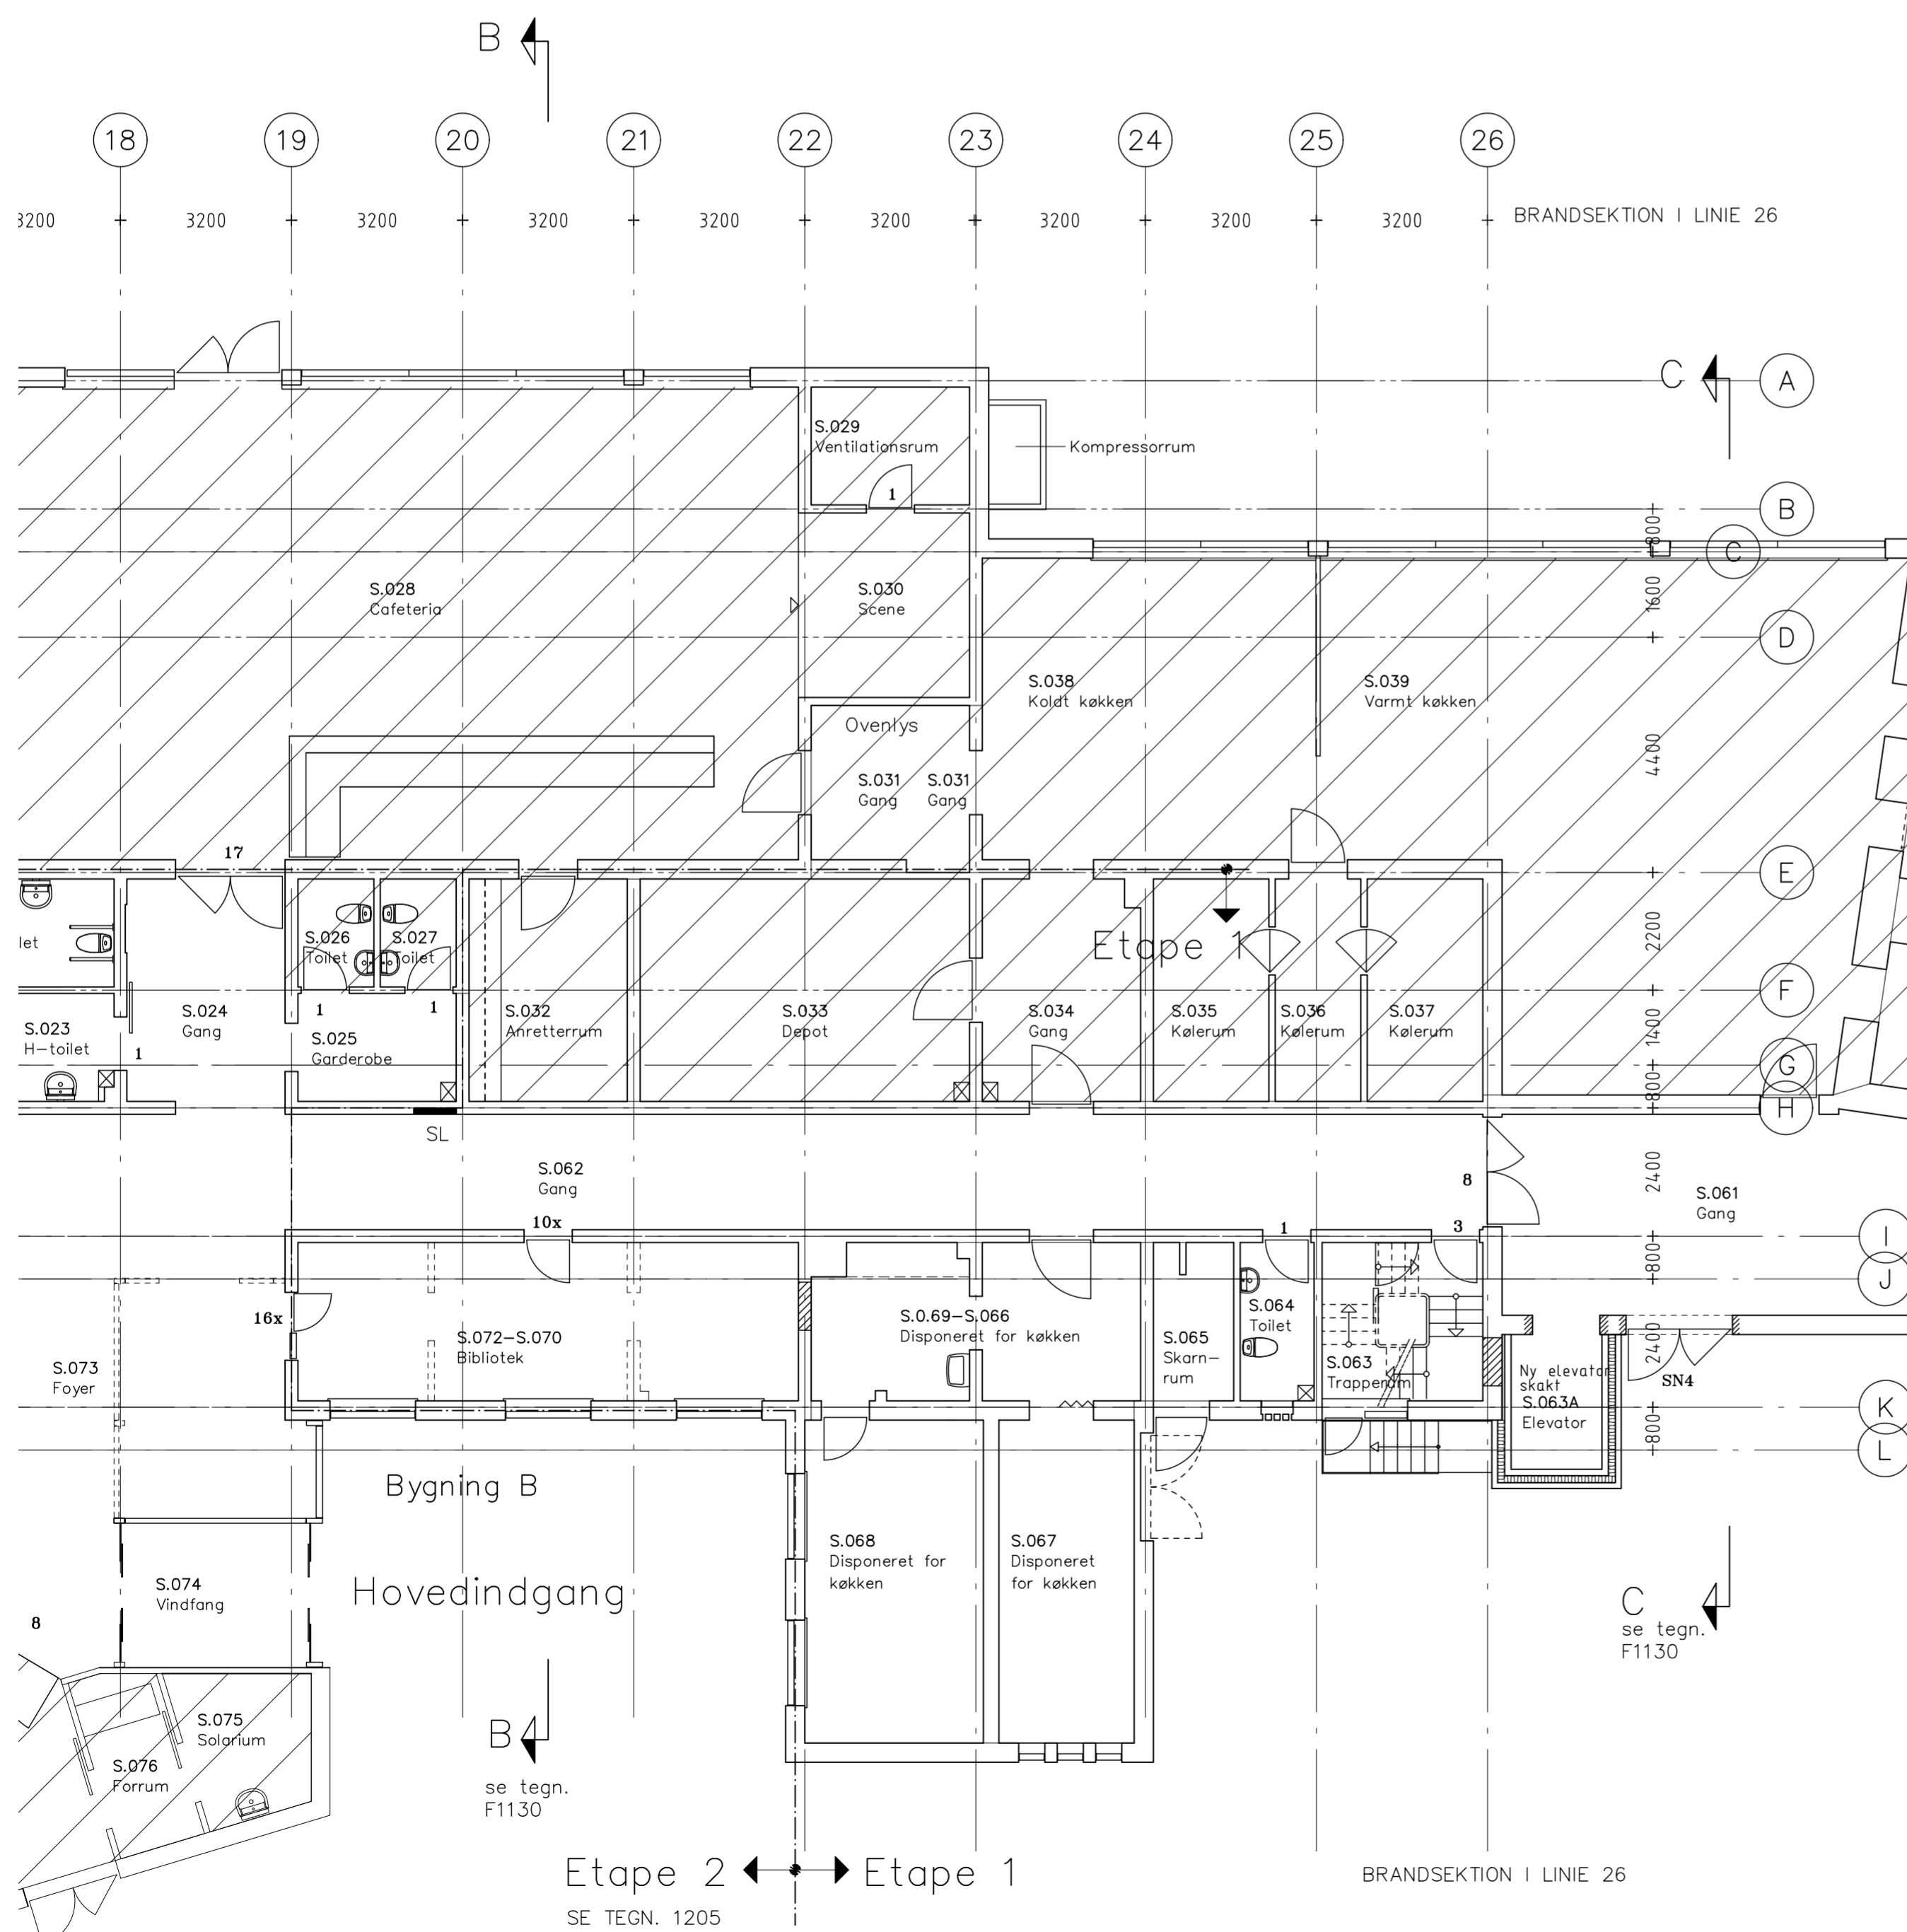 B
18
19
20
21
22
23
24
25
26
3200
3200
3200
3200
3200
3200
3200
3200
3200
BRANDSEKTION I LINIE 26
C
A
S.029
Ventilationsrum
Kompressorrum
1
B
800
C
S.028
Cafeteria
S.030
Scene
1600
D
S.038
Koldt køkken
S.039
Varmt køkken
Ovenlys
4400
S.031
Gang
S.031
Gang
17
E
S.026
Toilet
S.027
Toilet
let
Etape 1
2200
F
1
1
S.023
H-toilet
S.024
Gang
S.025
Garderobe
S.032
Anretterrum
S.033
Depot
S.034
Gang
S.035
Kølerum
S.036
Kølerum
S.037
Kølerum
1400
1
G
800
H
SL
S.062
Gang
2400
8
S.061
Gang
10x
1
3
I
800
J
16x
S.072-S.070
Bibliotek
S.0.69-S.066
Disponeret for køkken
S.065
Skarn-
rum
S.064
Toilet
S.063
Trapperum
Ny elevator
skakt
S.063A
Elevator
2400
SN4
S.073
Foyer
K
800
L
Bygning B
S.068
Disponeret for
køkken
S.067
Disponeret
for køkken
S.074
Vindfang
Hovedindgang
8
C
se tegn.
F1130
S.075
Solarium
S.076
Forrum
B
se tegn.
F1130
Etape 2
Etape 1
SE TEGN. 1205
BRANDSEKTION I LINIE 26